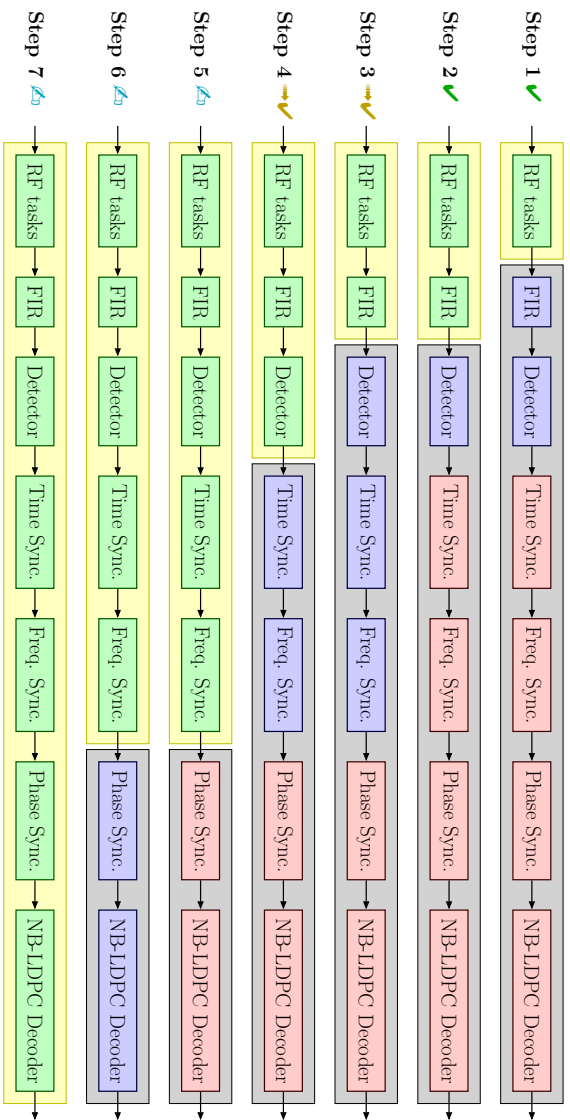 Step 1 ✔ RF tasks FIR Detector Time Sync. Freq. Sync. Phase Sync. NB-LDPC Decoder
Step 2 ✔ RF tasks FIR Detector Time Sync. Freq. Sync. Phase Sync. NB-LDPC Decoder
Step 3 ➟✔ RF tasks FIR Detector Time Sync. Freq. Sync. Phase Sync. NB-LDPC Decoder
Step 4 ➟✔ RF tasks FIR Detector Time Sync. Freq. Sync. Phase Sync. NB-LDPC Decoder
Step 5 ✍ RF tasks FIR Detector Time Sync. Freq. Sync. Phase Sync. NB-LDPC Decoder
Step 6 ✍ RF tasks FIR Detector Time Sync. Freq. Sync. Phase Sync. NB-LDPC Decoder
Step 7 ✍ RF tasks FIR Detector Time Sync. Freq. Sync. Phase Sync. NB-LDPC Decoder